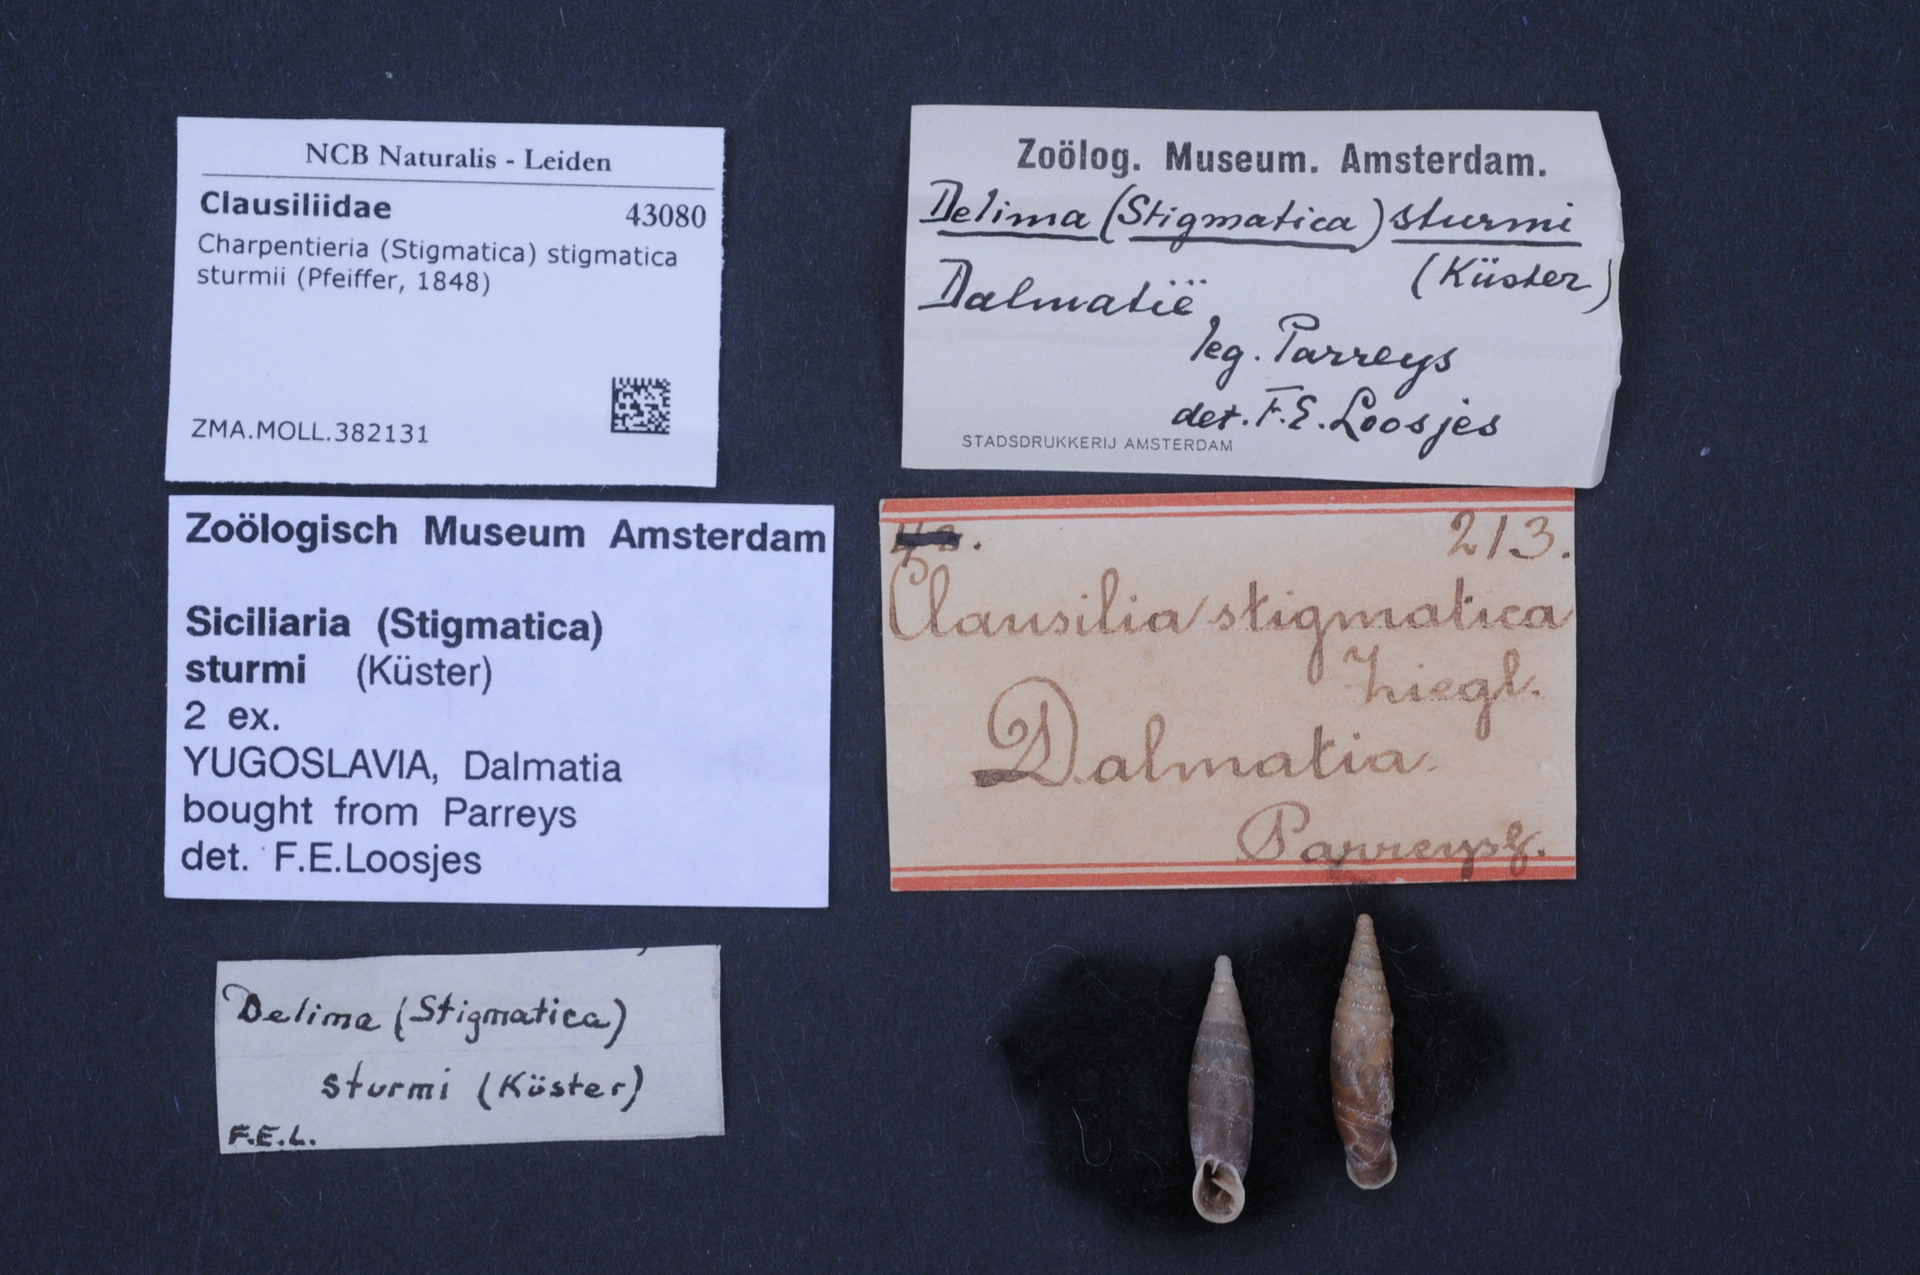 NCB Naturalis - Leiden
Clausiliidae 43080
Charpentieria (Stigmatica) stigmatica
sturmii (Pfeiffer, 1848)
ZMA.MOLL.382131
Zoölog. Museum. Amsterdam.
Delima (Stigmatica) sturmi
(Küster)
Dalmatië
leg. Parreys
det. F.E. Loosjes
STADSDRUKKERIJ AMSTERDAM
Zoölogisch Museum Amsterdam
Siciliaria (Stigmatica)
sturmi (Küster)
2 ex.
YUGOSLAVIA, Dalmatia
bought from Parreys
det. F.E.Loosjes
213.
Clausilia stigmatica
Ziegl.
Dalmatia.
Delima (Stigmatica)
sturmi (Küster)
F.E.L.